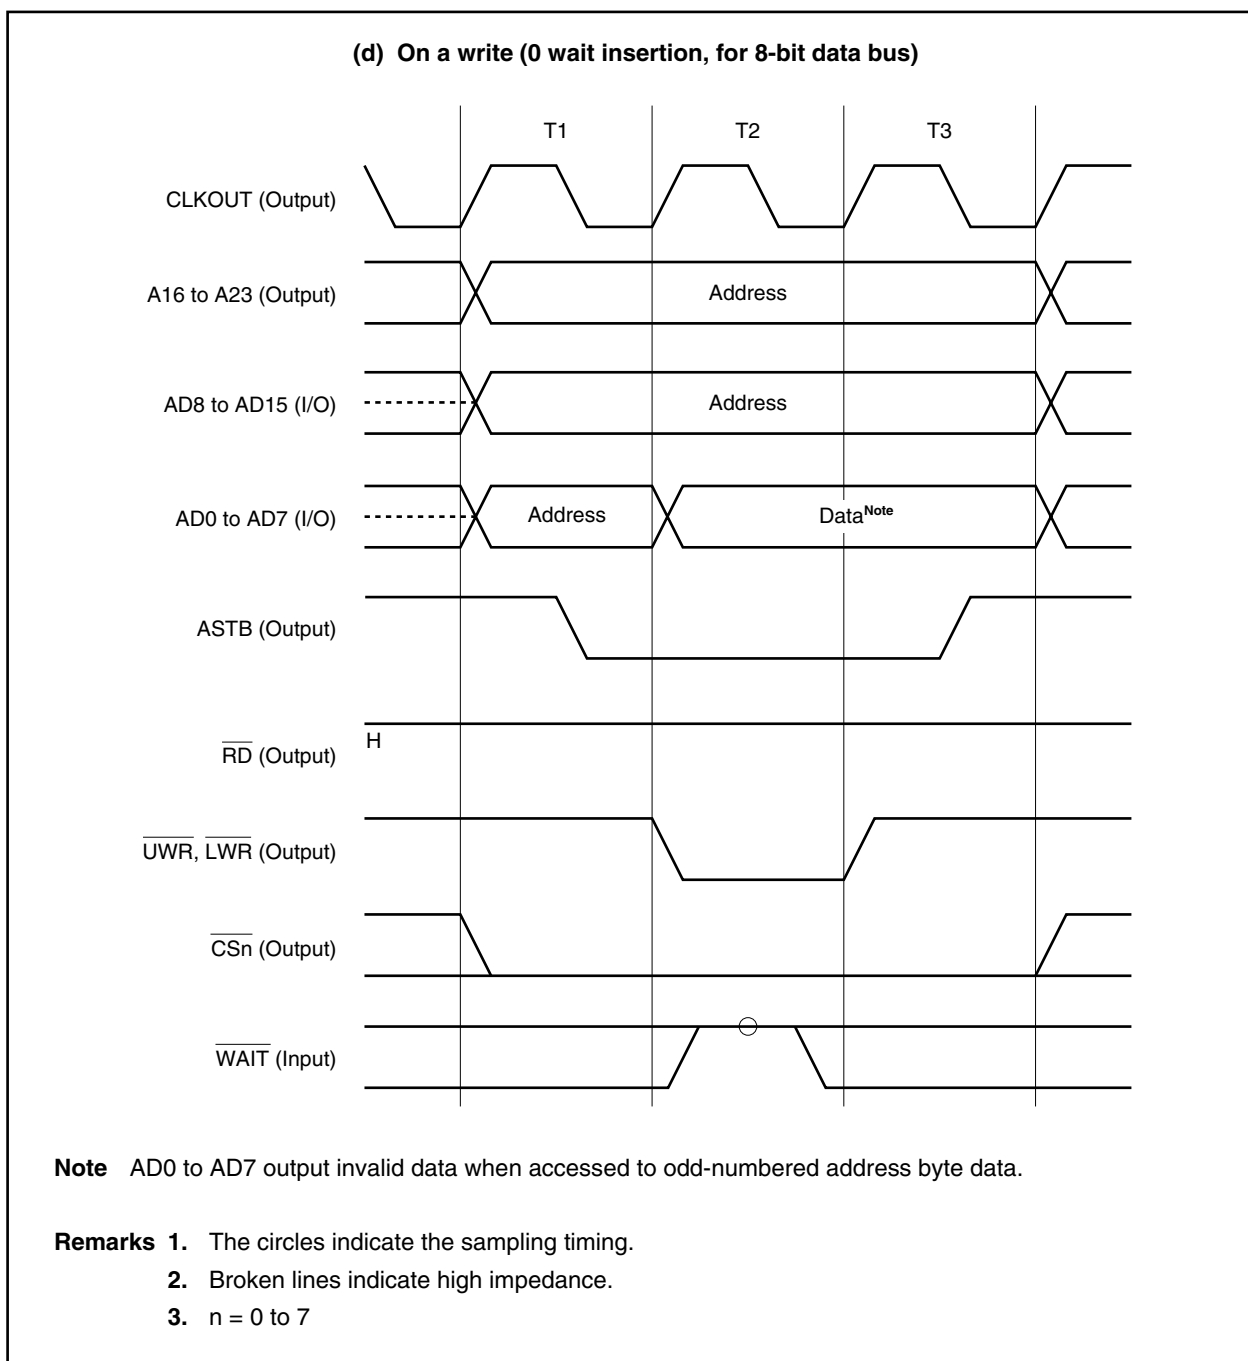 (d) On a write (0 wait insertion, for 8-bit data bus)
T1 T2 T3
CLKOUT (Output)
A16 to A23 (Output) Address
AD8 to AD15 (I/O) Address
AD0 to AD7 (I/O) Address DataNote
ASTB (Output)
H
RD (Output)
UWR, LWR (Output)
CSn (Output)
WAIT (Input)
Note AD0 to AD7 output invalid data when accessed to odd-numbered address byte data.
Remarks 1. The circles indicate the sampling timing.
2. Broken lines indicate high impedance.
3. n = 0 to 7